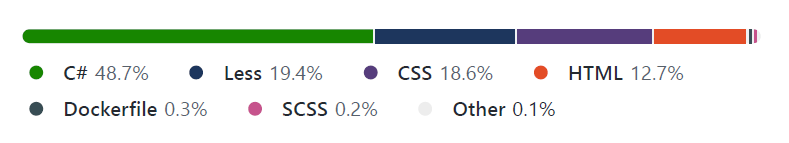 C# 48.7% Less 19.4% CSS 18.6% HTML 12.7%
Dockerfile 0.3% SCSS 0.2% Other 0.1%